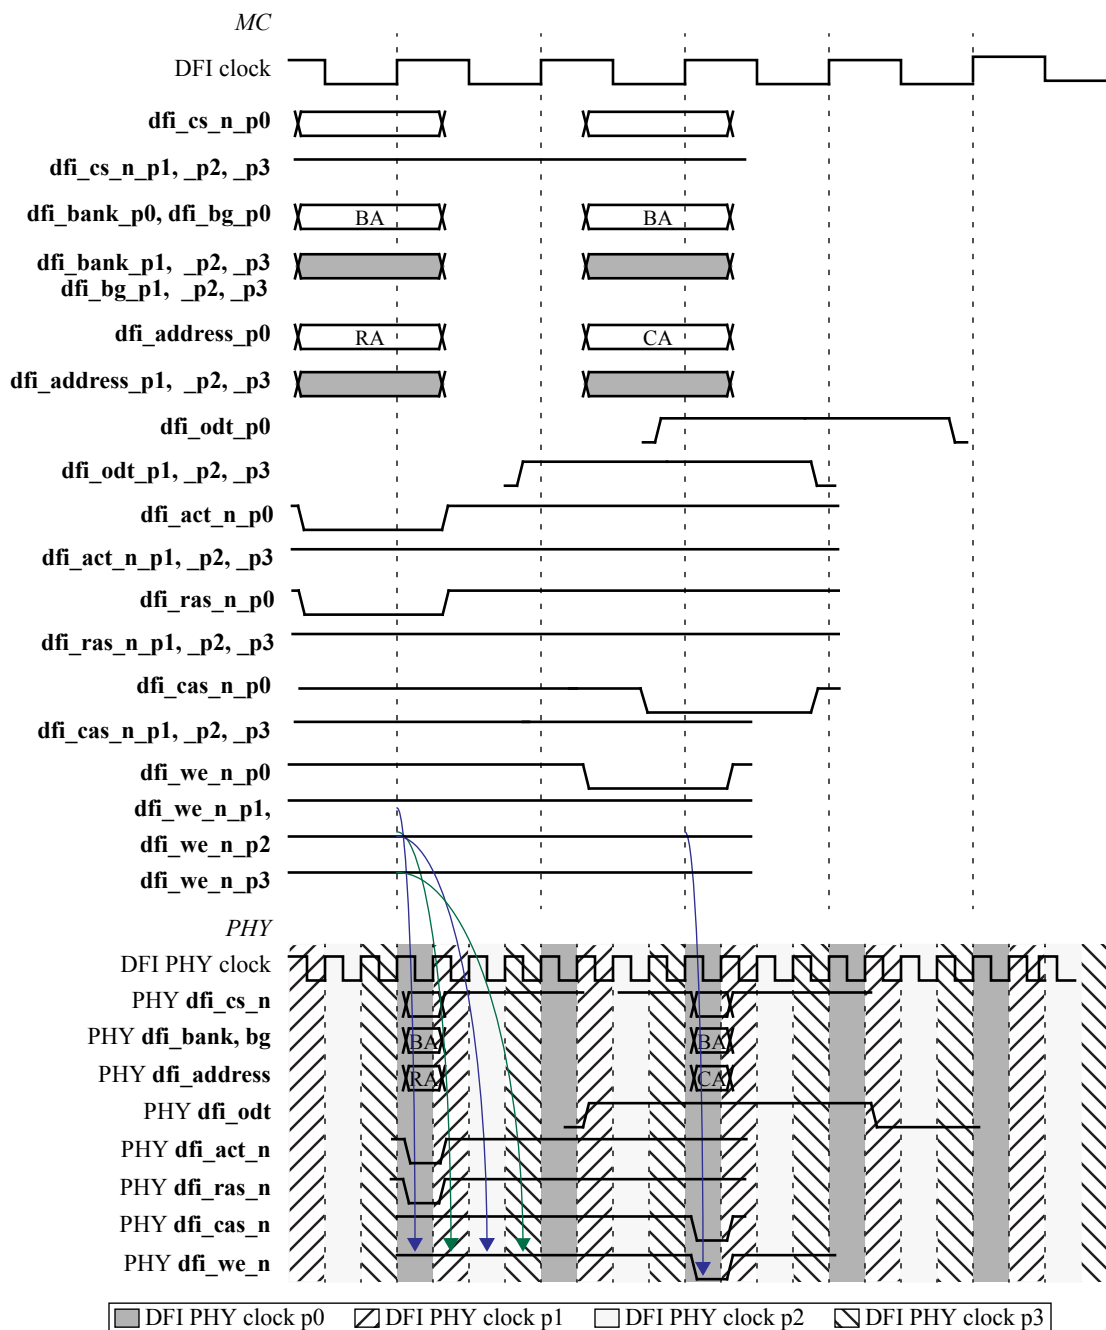 MC
DFI clock
dfi_cs_n_p0
dfi_cs_n_p1, _p2, _p3
dfi_bank_p0, dfi_bg_p0 BA BA
dfi_bank_p1, _p2, _p3
dfi_bg_p1, _p2, _p3
dfi_address_p0 RA CA
dfi_address_p1, _p2, _p3
dfi_odt_p0
dfi_odt_p1, _p2, _p3
dfi_act_n_p0
dfi_act_n_p1, _p2, _p3
dfi_ras_n_p0
dfi_ras_n_p1, _p2, _p3
dfi_cas_n_p0
dfi_cas_n_p1, _p2, _p3
dfi_we_n_p0
dfi_we_n_p1,
dfi_we_n_p2
dfi_we_n_p3
PHY
DFI PHY clock
PHY dfi_cs_n
PHY dfi_bank, bg BA BA
PHY dfi_address RA CA
PHY dfi_odt
PHY dfi_act_n
PHY dfi_ras_n
PHY dfi_cas_n
PHY dfi_we_n
DFI PHY clock p0 DFI PHY clock p1 DFI PHY clock p2 DFI PHY clock p3